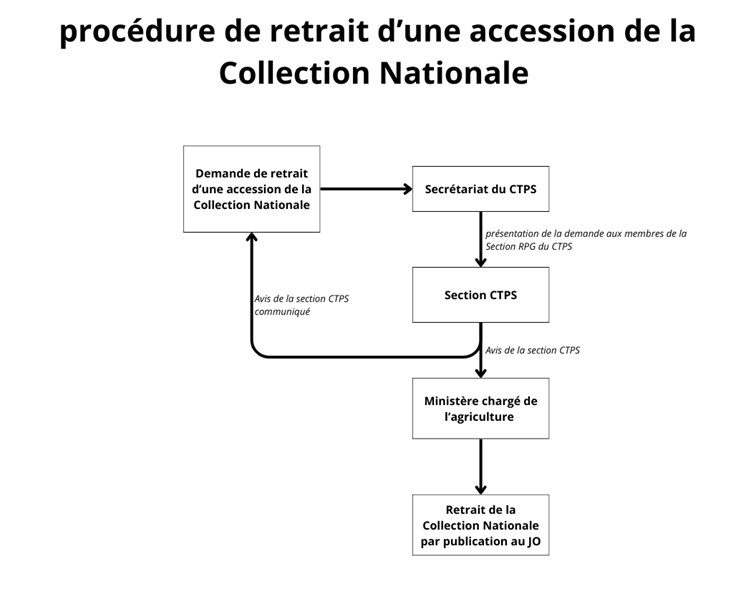 procédure de retrait d’une accession de la
Collection Nationale
Demande de retrait
d’une accession de la
Collection Nationale
Secrétariat du CTPS
présentation de la demande aux membres de la
Section RPG du CTPS
Section CTPS
Avis de la section CTPS
communiqué
Avis de la section CTPS
Ministère chargé de
l’agriculture
Retrait de la
Collection Nationale
par publication au JO